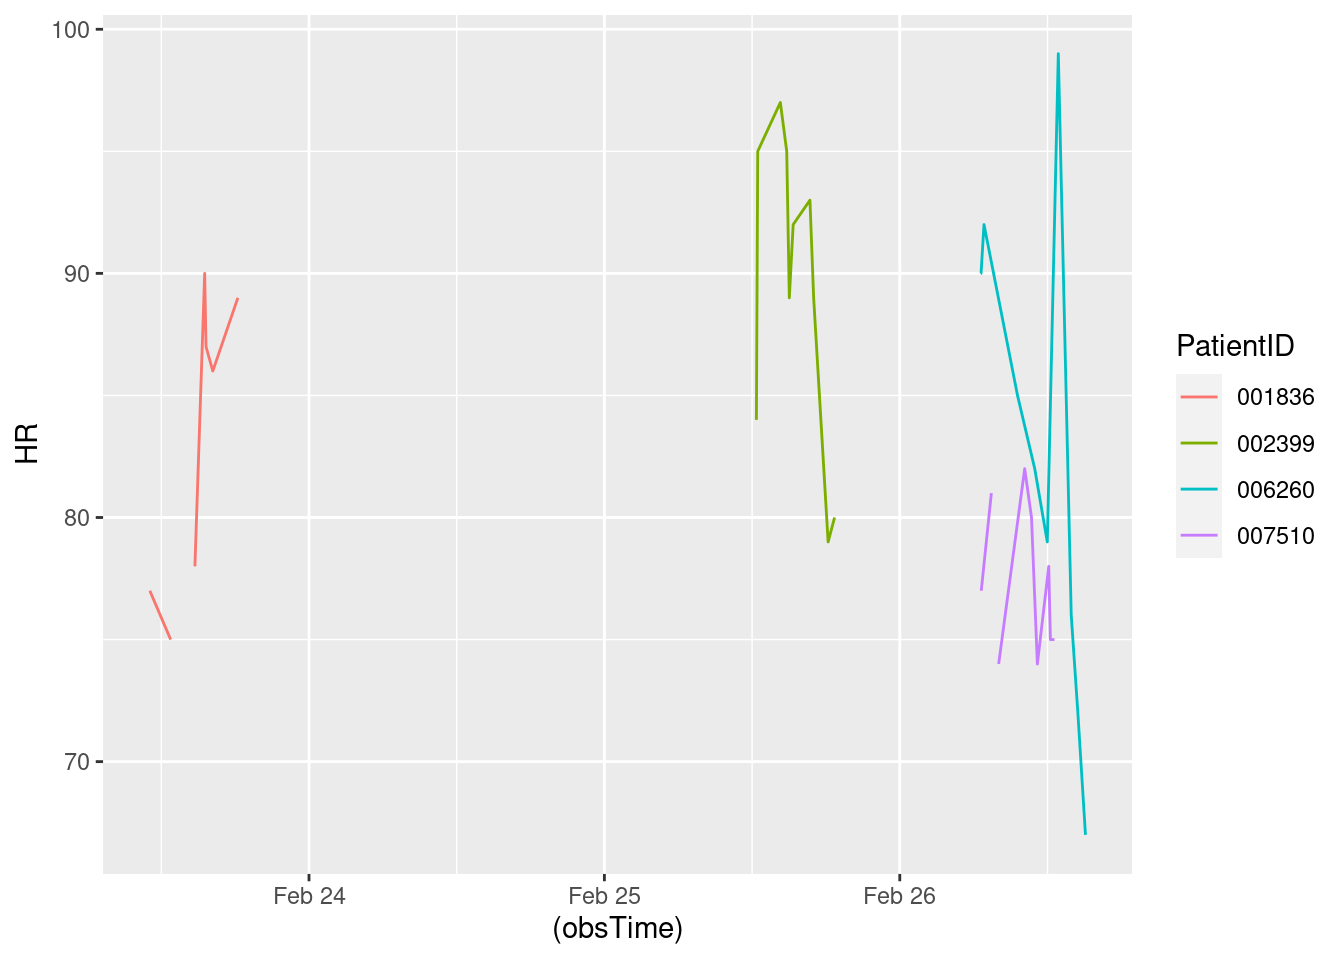 100
90
80
70
HR
Feb 24
Feb 25
Feb 26
(obsTime)
PatientID
001836
002399
006260
007510